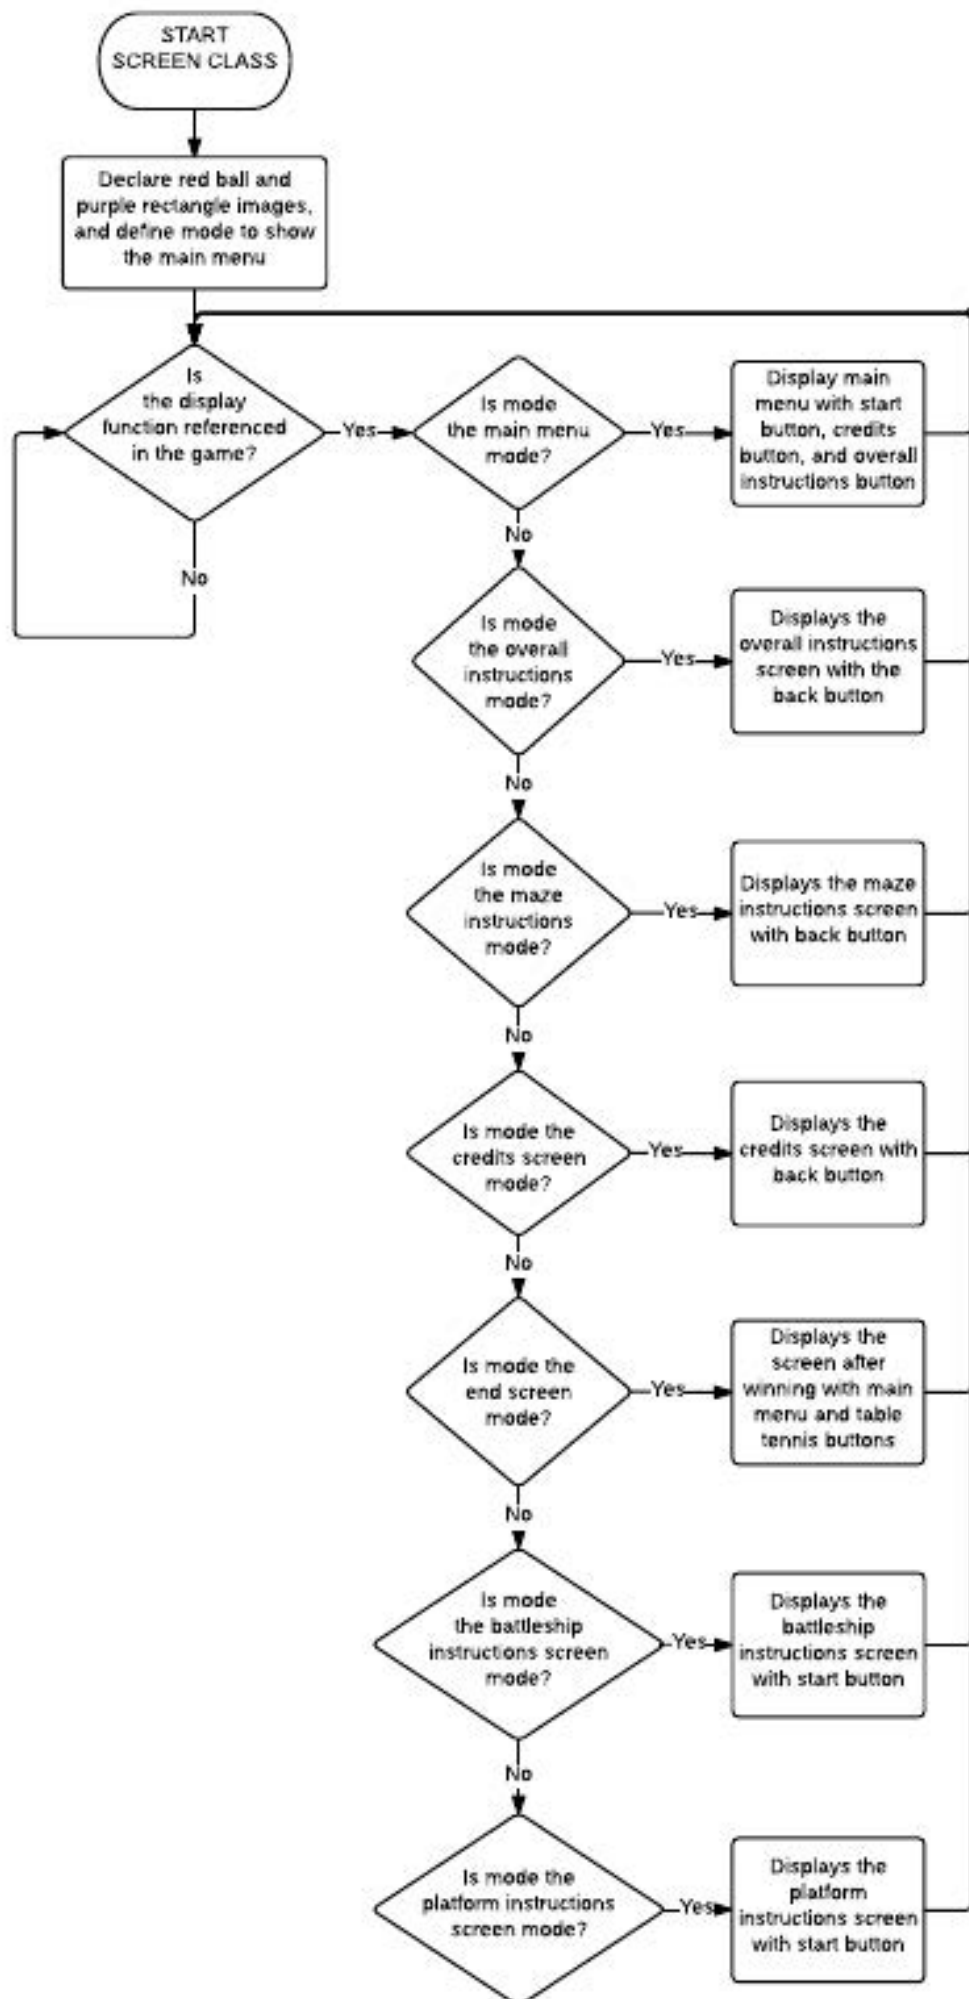 START
SCREEN CLASS
Declare red ball and
purple rectangle images,
and define mode to show
the main menu
Is
the display
function referenced
in the game?
Yes
No
Is mode
the main menu
mode?
Yes
Display main
menu with start
button, credits
button, and overall
instructions button
No
Is mode
the overall
instructions
mode?
Yes
Displays the
overall instructions
screen with the
back button
No
Is mode
the maze
instructions
mode?
Yes
Displays the maze
instructions screen
with back button
No
Is mode the
credits screen
mode?
Yes
Displays the
credits screen with
back button
No
Is mode the
end screen
mode?
Yes
Displays the
screen after
winning with main
menu and table
tennis buttons
No
Is mode
the battleship
instructions screen
mode?
Yes
Displays the
battleship
instructions screen
with start button
No
Is mode the
platform instructions
screen mode?
Yes
Displays the
platform
instructions screen
with start button